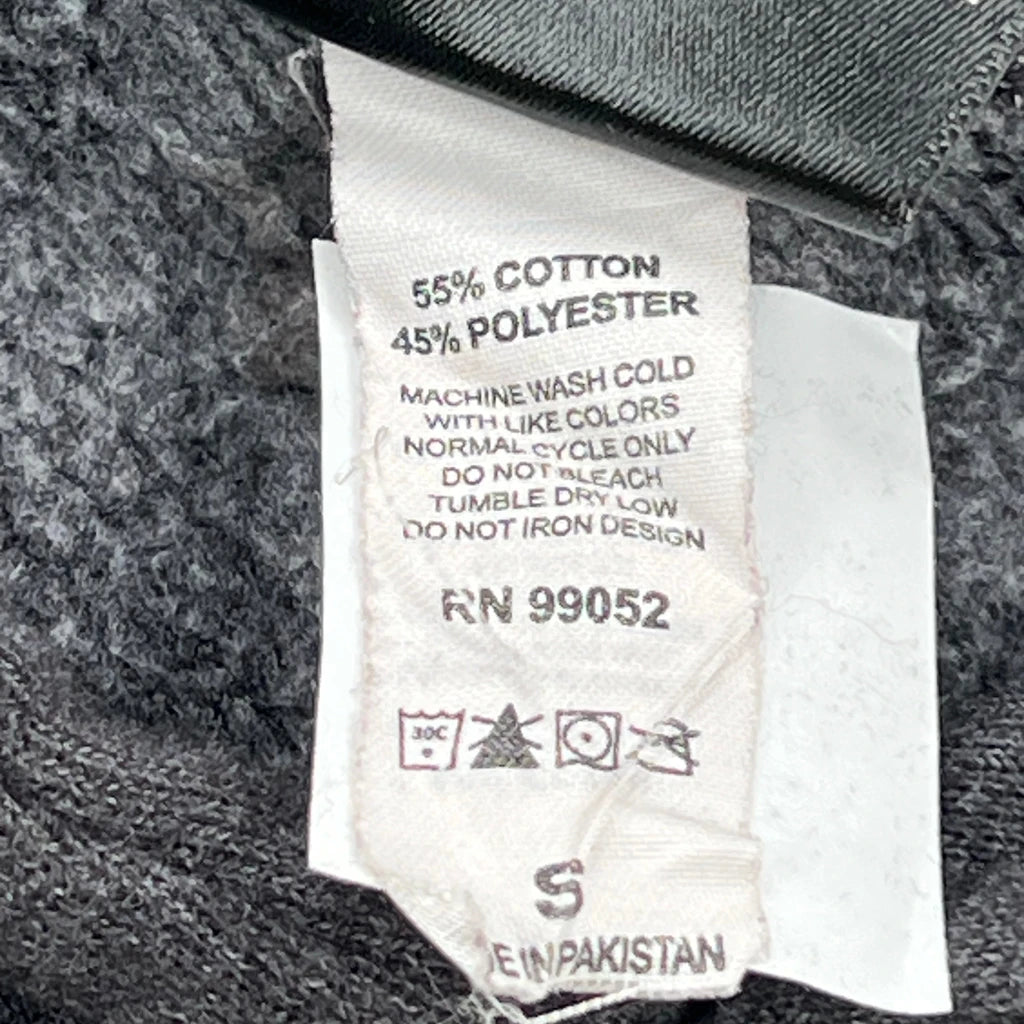 55% COTTON
45% POLYESTER
MACHINE WASH COLD
WITH LIKE COLORS
NORMAL CYCLE ONLY
DO NOT BLEACH
TUMBLE DRY LOW
DO NOT IRON DESIGN
RN 99052
30C
S
E IN PAKISTAN